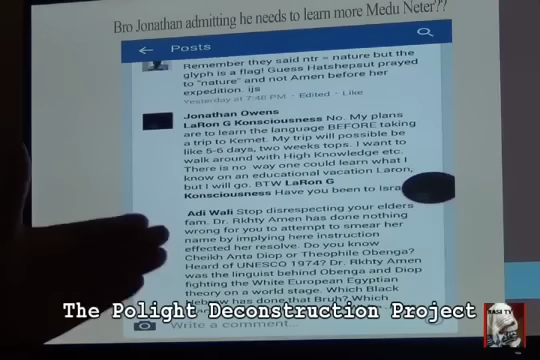 Bro Jonathan admitting he needs to learn more Medu Neter??
Posts
Remember they said ntr = nature but the
glyph is a flag! Guess Hatshepsut prayed
to "nature" and not Amen before her
expedition. ijs
Yesterday at 7:48 PM · Edited · Like
Jonathan Owens
LaRon G Konsciousness No. My plans
are to learn the language BEFORE taking
a trip to Kemet. My trip will possible be
like 5-6 days, two weeks tops. I want to
walk around with High Knowledge etc.
There is no way one could learn what I
know on an educational vacation Laron,
but I will go. BTW LaRon G
Konsciousness Have you been to
Adi Wali Stop disrespecting your elders
fam. Dr. Rkhty Amen has done nothing
wrong for you to attempt to smear her
name by implying here instruction
effected her resolve. Do you know
Cheikh Anta Diop or Theophile Obenga?
Heard of UNESCO 1974? Dr. Rkhty Amen
was the linguist behind Obenga and Diop
fighting the White European Egyptian
theory on a world stage. Which Black
has done that Bruh? Which
The Polight Deconstruction Project
RASI TV
Write a comment...